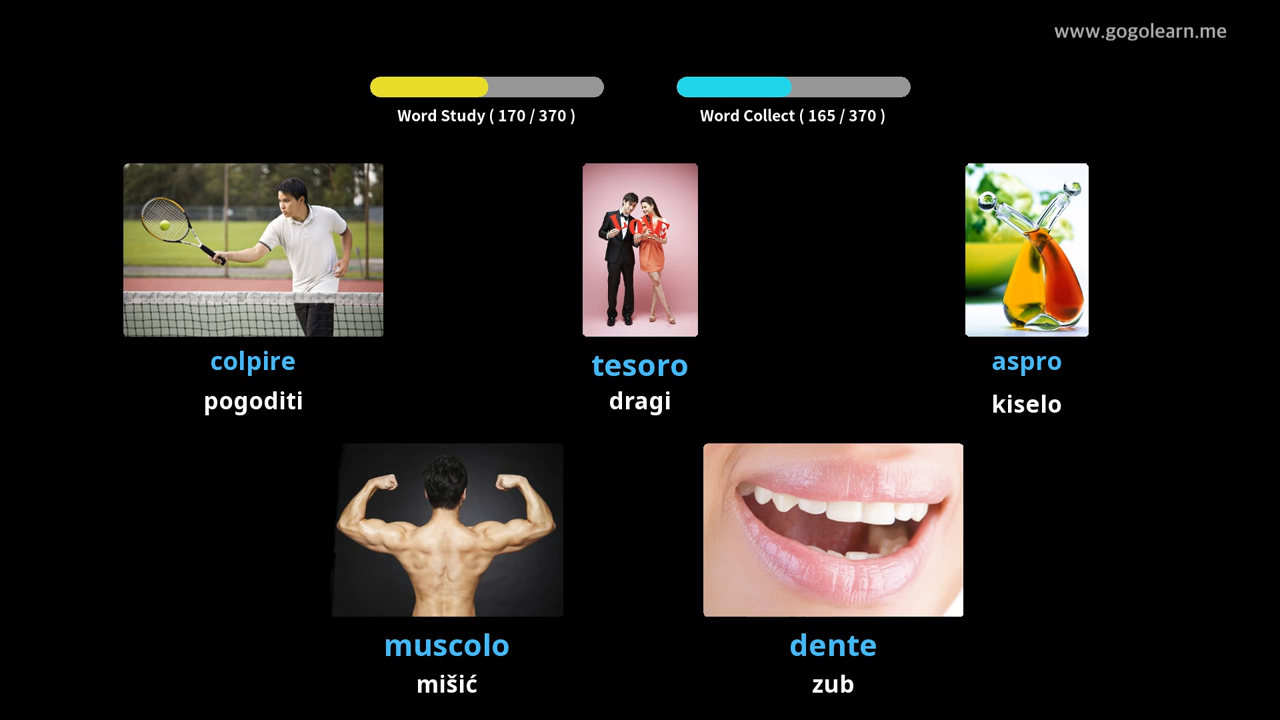 www.gogolearn.me
Word Study ( 170 / 370 )
Word Collect ( 165 / 370 )
LOVE
colpire
tesoro
aspro
pogoditi
dragi
kiselo
muscolo
dente
mišić
zub